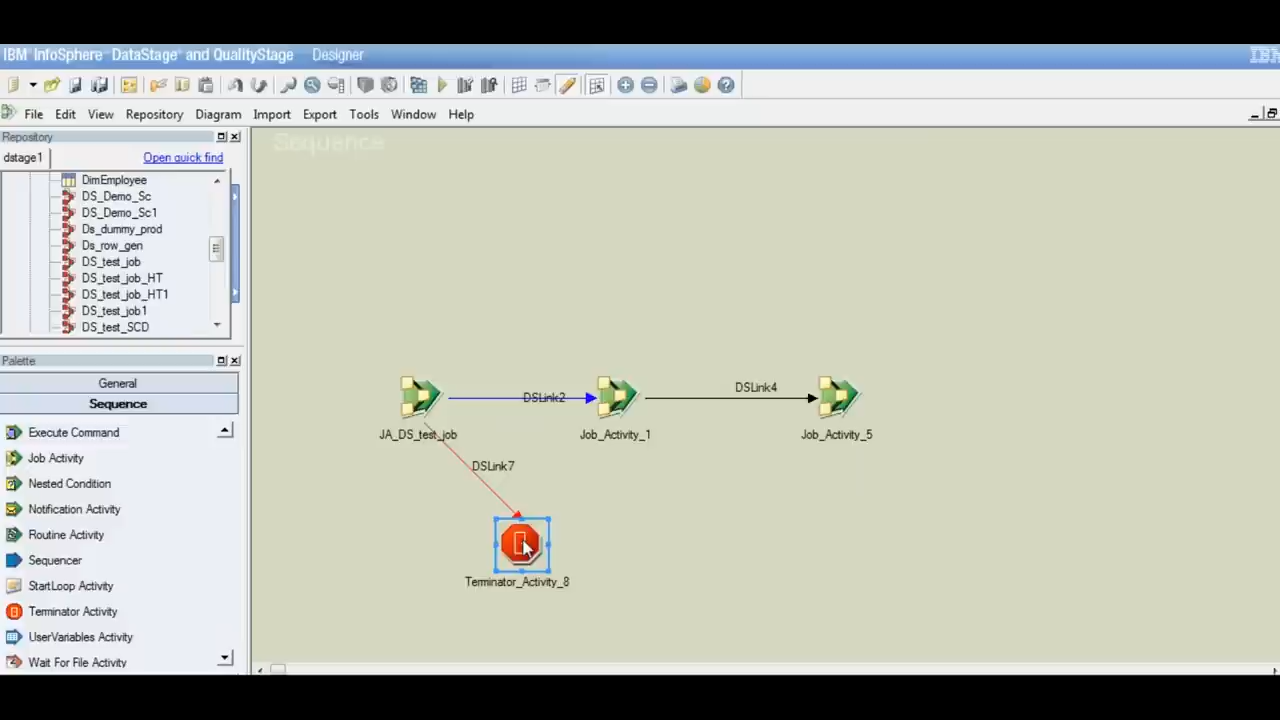 IBM InfoSphere DataStage and QualityStage Designer
IBM
File Edit View Repository Diagram Import Export Tools Window Help
Repository
dstage1 Open quick find
DimEmployee
DS_Demo_Sc
DS_Demo_Sc1
Ds_dummy_prod
Ds_row_gen
DS_test_job
DS_test_job_HT
DS_test_job_HT1
DS_test_job1
DS_test_SCD
Palette
General
Sequence
Execute Command
Job Activity
Nested Condition
Notification Activity
Routine Activity
Sequencer
StartLoop Activity
Terminator Activity
UserVariables Activity
Wait For File Activity
Sequence
DSLink2
DSLink4
JA_DS_test_job
Job_Activity_1
Job_Activity_5
DSLink7
Terminator_Activity_8